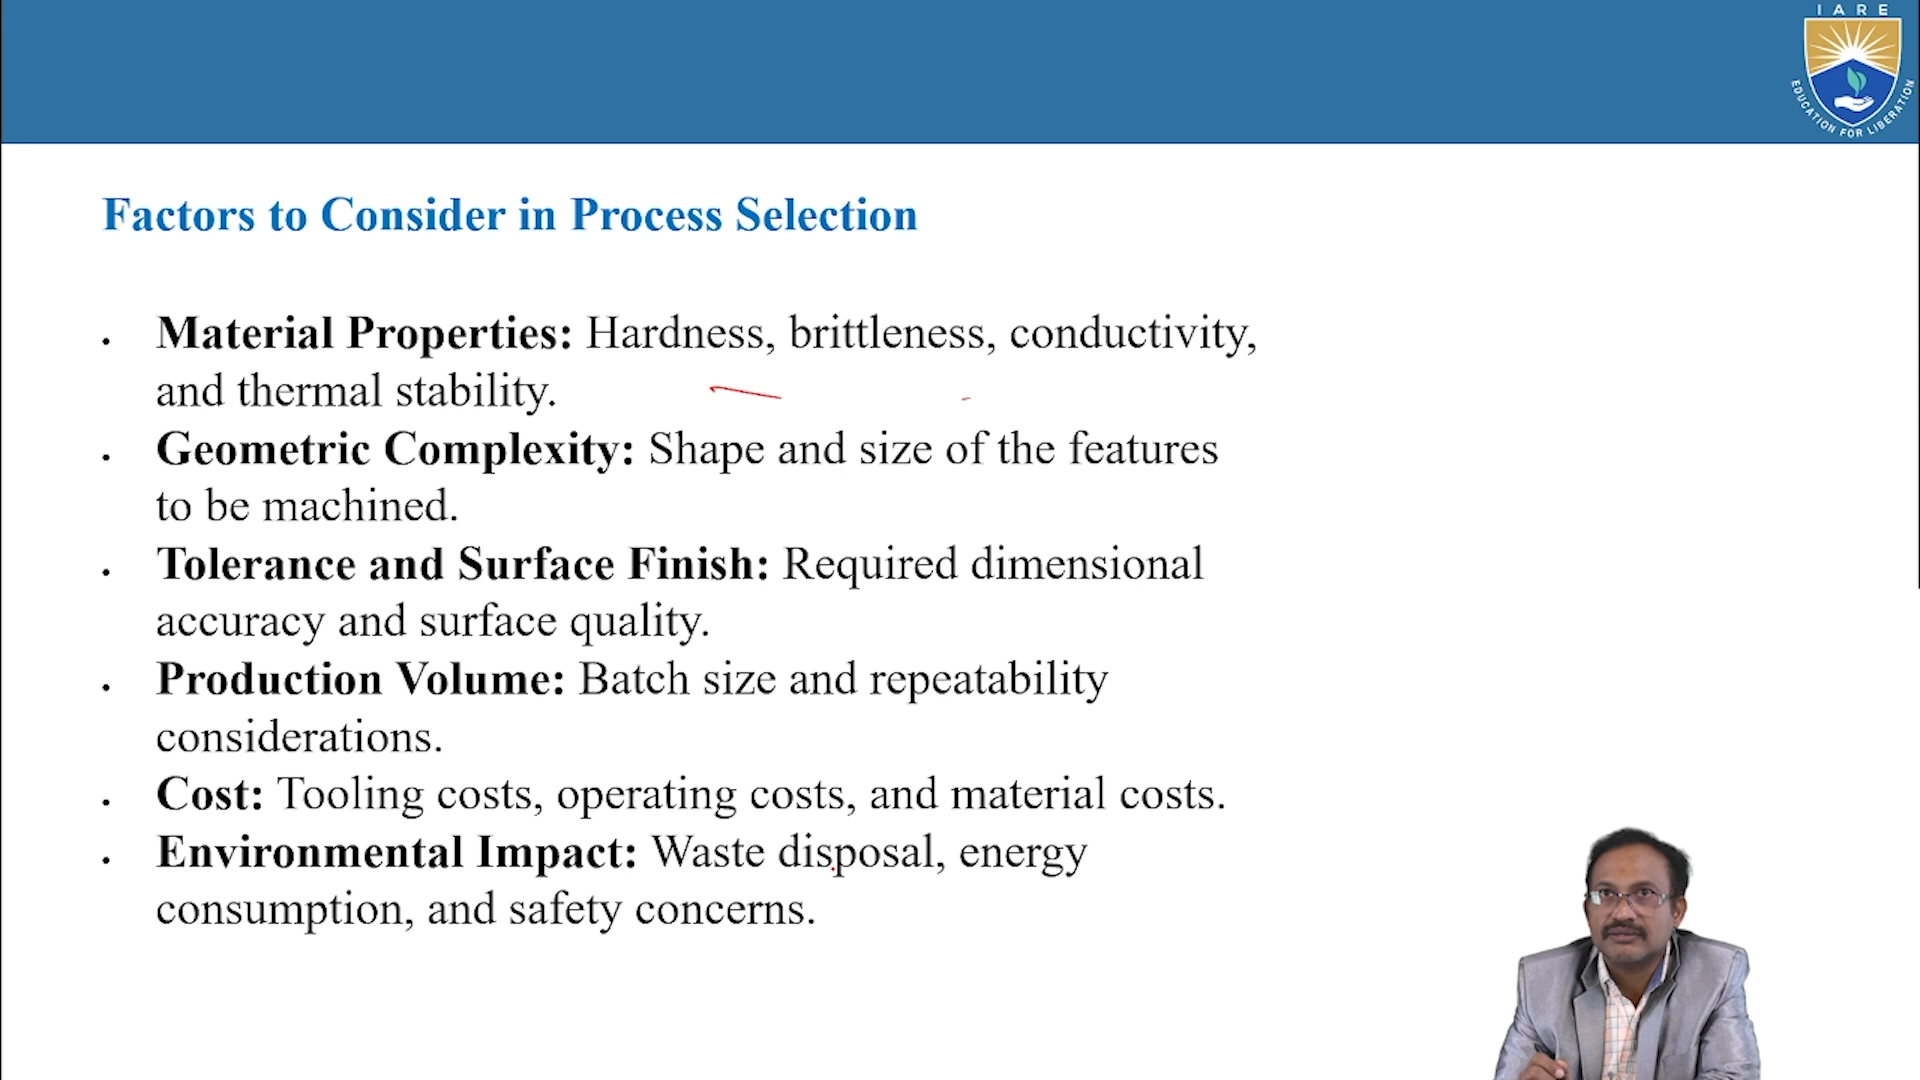 IARE
EDUCATION FOR LIBERATION
Factors to Consider in Process Selection
• Material Properties: Hardness, brittleness, conductivity,
and thermal stability.
• Geometric Complexity: Shape and size of the features
to be machined.
• Tolerance and Surface Finish: Required dimensional
accuracy and surface quality.
• Production Volume: Batch size and repeatability
considerations.
• Cost: Tooling costs, operating costs, and material costs.
• Environmental Impact: Waste disposal, energy
consumption, and safety concerns.